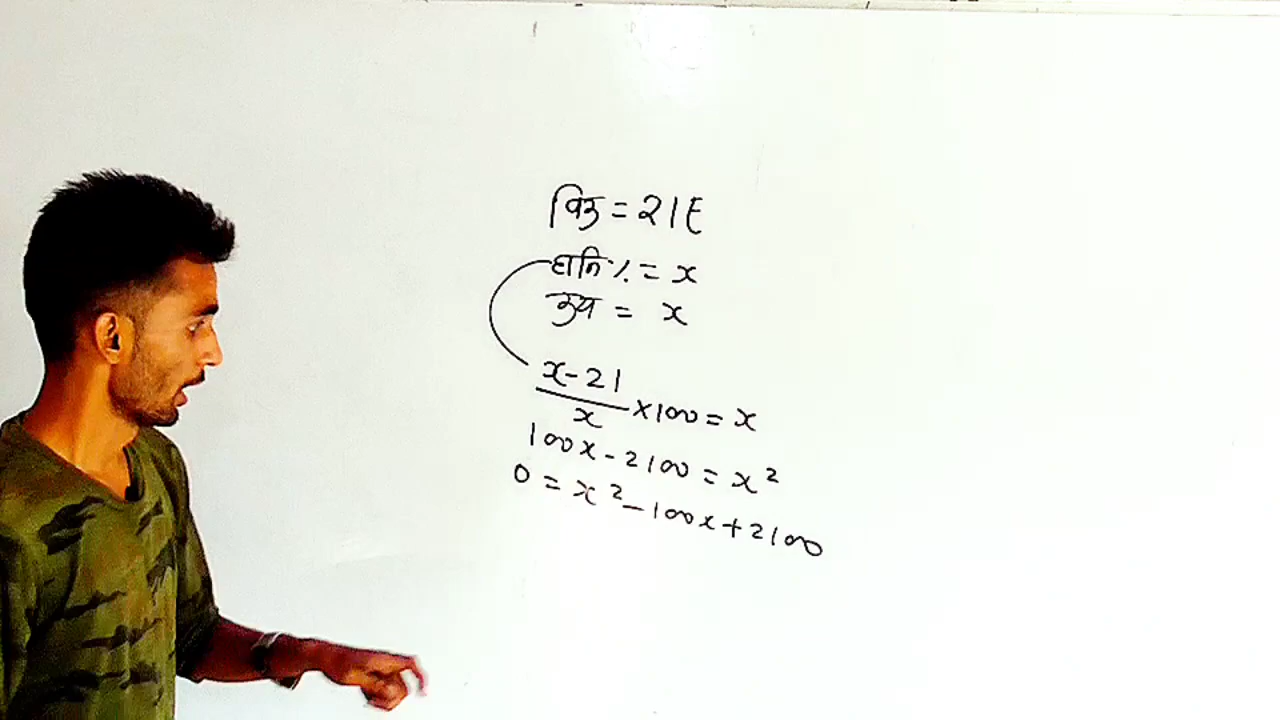 विक्र = 21₹
हानि % = x
क्रय = x
x-21/x ×100 = x
100x - 2100 = x²
0 = x² - 100x + 2100